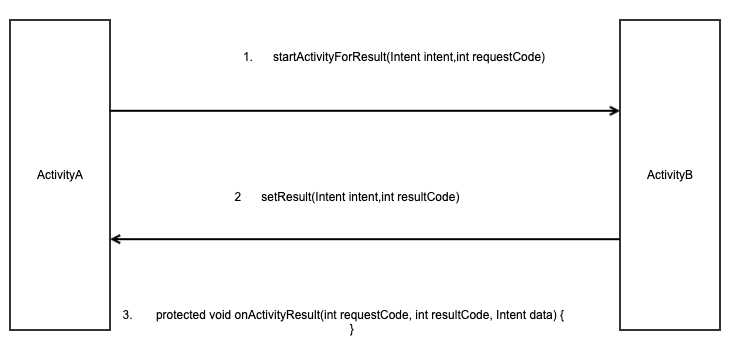 1. startActivityForResult(Intent intent,int requestCode)
ActivityA
ActivityB
2 setResult(Intent intent,int resultCode)
3. protected void onActivityResult(int requestCode, int resultCode, Intent data) {
}